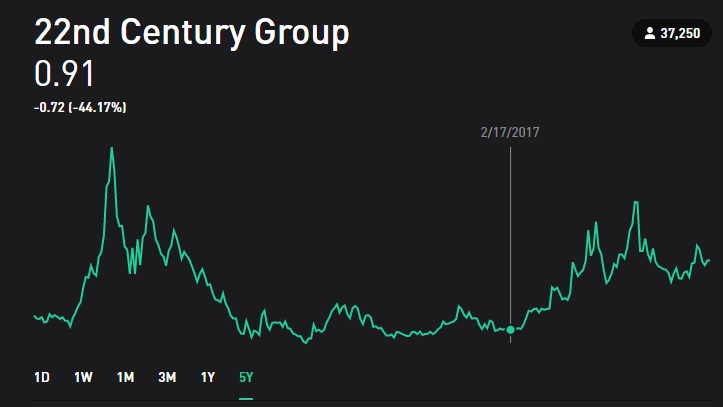 22nd Century Group
37,250
0.91
-0.72 (-44.17%)
2/17/2017
1D 1W 1M 3M 1Y 5Y